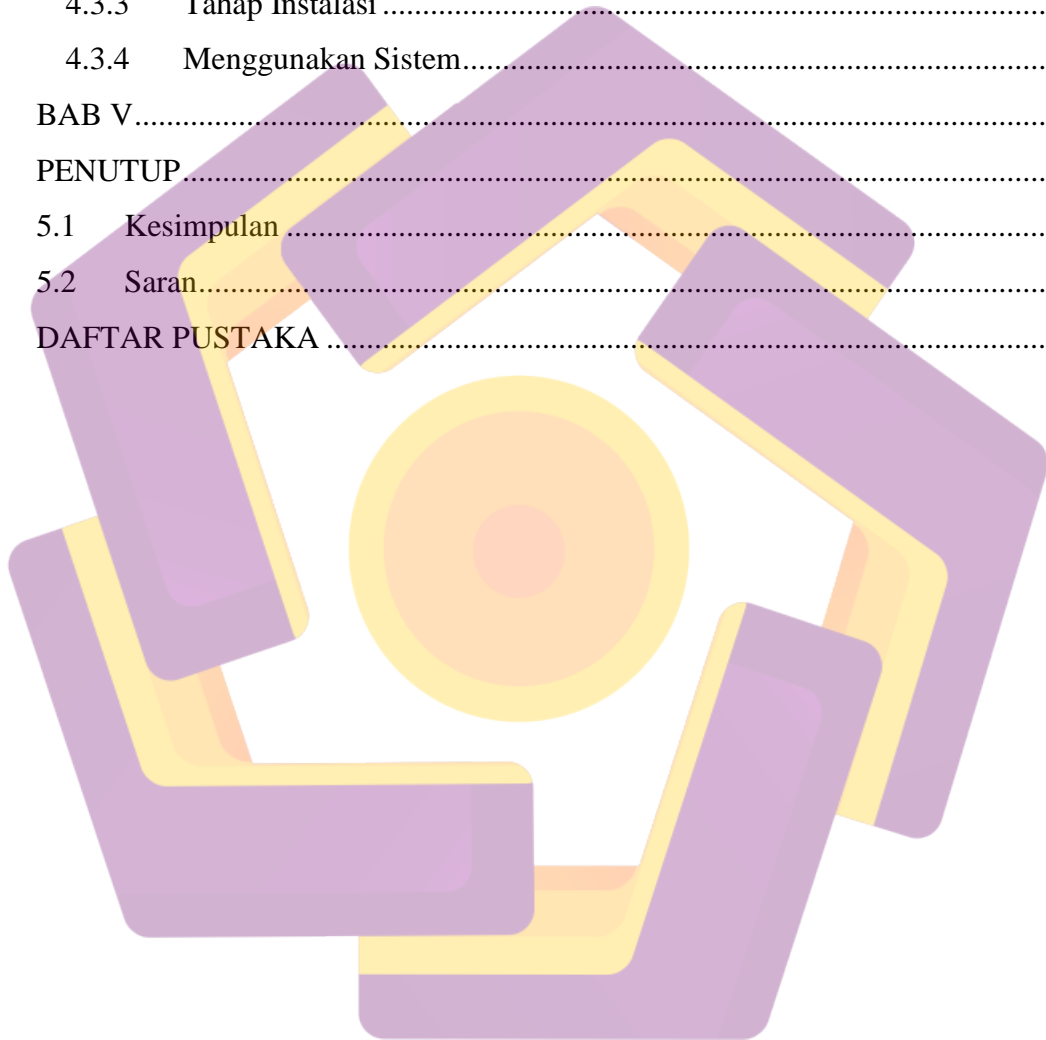 4.3.3 Tahap Instalasi ................................................................
4.3.4 Menggunakan Sistem................................................................
BAB V................................................................
PENUTUP................................................................
5.1 Kesimpulan ................................................................
5.2 Saran................................................................
DAFTAR PUSTAKA ................................................................